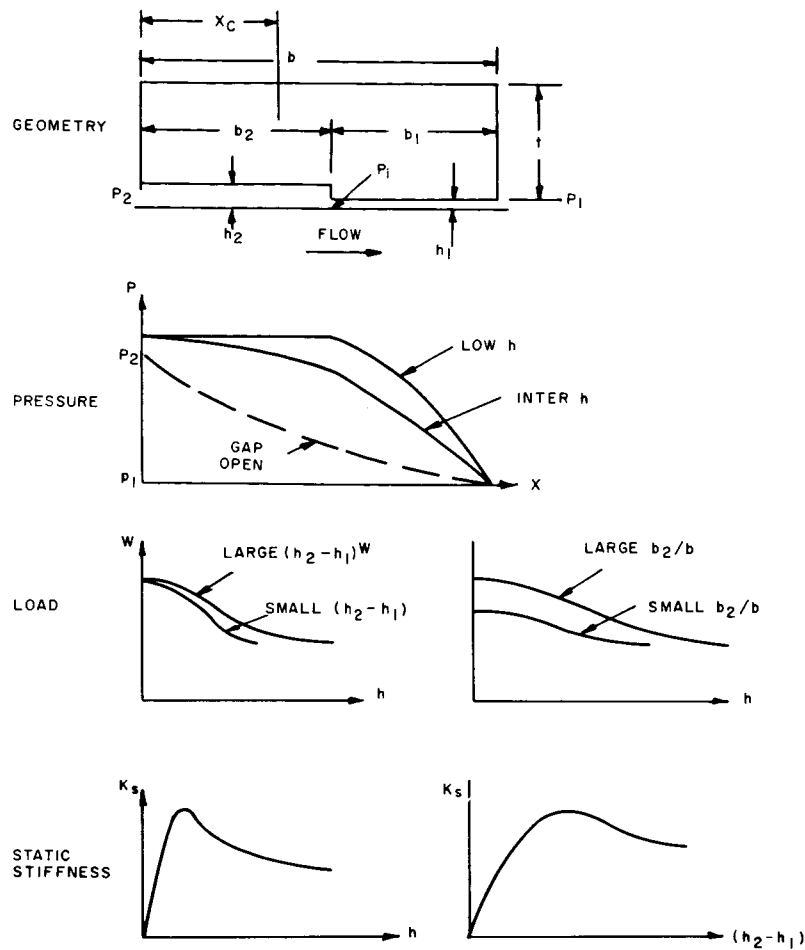 X_C
b
GEOMETRY
b_2
b_1
t
P_i
P_2
P_1
h_2
FLOW
h_1
P
P_2
LOW h
PRESSURE
INTER h
GAP
OPEN
p_1
X
W
LARGE (h_2-h_1) W
LARGE b_2/b
LOAD
SMALL (h_2-h_1)
SMALL b_2/b
h
h
K_s
K_s
STATIC
STIFFNESS
h
(h_2-h_1)